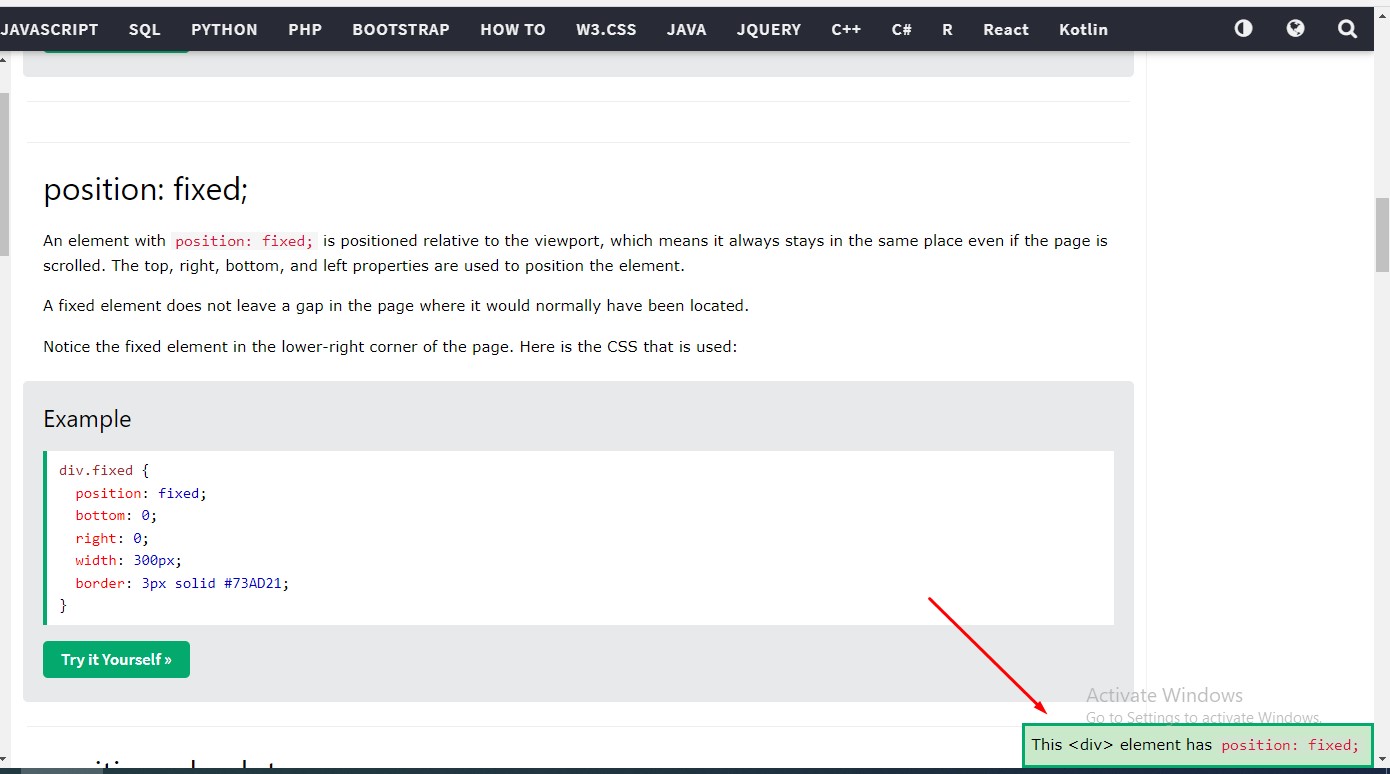 JAVASCRIPT SQL PYTHON PHP BOOTSTRAP HOW TO W3.CSS JAVA JQUERY C++ C# R React Kotlin
position: fixed;
An element with position: fixed; is positioned relative to the viewport, which means it always stays in the same place even if the page is
scrolled. The top, right, bottom, and left properties are used to position the element.
A fixed element does not leave a gap in the page where it would normally have been located.
Notice the fixed element in the lower-right corner of the page. Here is the CSS that is used:
Example
div.fixed {
  position: fixed;
  bottom: 0;
  right: 0;
  width: 300px;
  border: 3px solid #73AD21;
}
Try it Yourself »
Activate Windows
Go to Settings to activate Windows.
This <div> element has position: fixed;